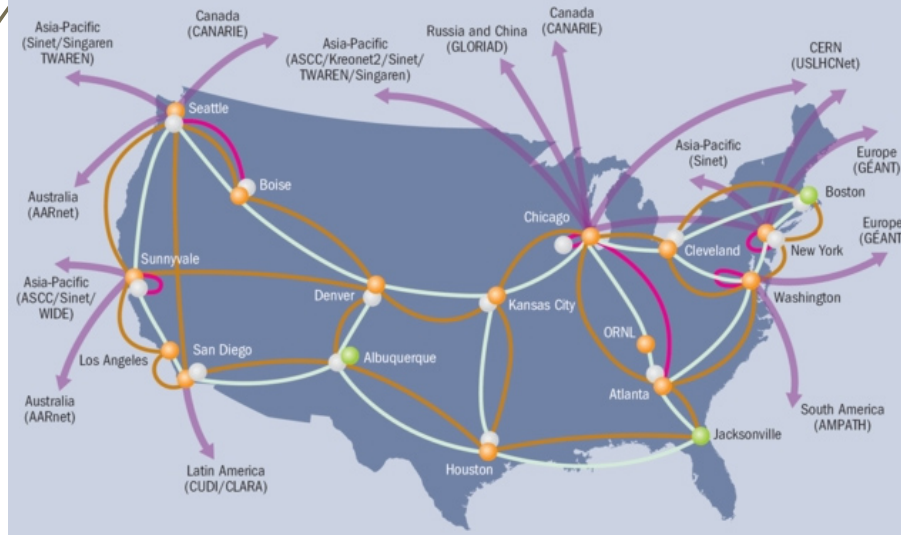 Asia-Pacific
(Sinet/Singaren
TWAREN)
Canada
(CANARIE)
Asia-Pacific
(ASCC/Kreonet2/Sinet/
TWAREN/Singaren)
Russia and China
(GLORIAD)
Canada
(CANARIE)
CERN
(USLHCNet)
Asia-Pacific
(Sinet)
Europe
(GÉANT)
Seattle
Australia
(AARnet)
Boise
Chicago
Boston
Cleveland
New York
Europe
(GÉANT
Asia-Pacific
(ASCC/Sinet/
WIDE)
Sunnyvale
Denver
Kansas City
Washington
ORNL
Los Angeles
San Diego
Albuquerque
Atlanta
Australia
(AARnet)
South America
(AMPATH)
Jacksonville
Houston
Latin America
(CUDI/CLARA)